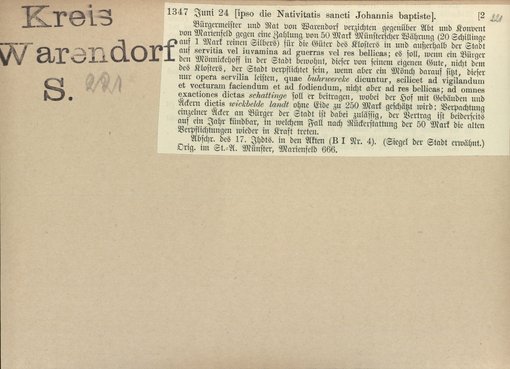 Kreis
Warendorf
S. 221
1347 Juni 24 [ipso die Nativitatis sancti Johannis baptiste]. [2
221
Bürgermeister und Rat von Warendorf verzichten gegenüber Abt und Konvent
von Marienfeld gegen eine Zahlung von 50 Mark Münsterischer Währung (20 Schillinge
auf 1 Mark reinen Silbers) für die Güter des Klosters in und außerhalb der Stadt
auf servitia vel iuvamina ad guerras vel res bellicas; es soll, wenn ein Bürger
den Mönnickehoff in der Stadt bewohnt, dieser von seinem eigenen Gute, nicht dem
des Klosters, der Stadt verpflichtet sein, wenn aber ein Mönch darauf sitzt, dieser
nur opera servilia leisten, quae buhrwercke dicuntur, scilicet ad vigilandum
et vecturam faciendum et ad fodiendum, nicht aber ad res bellicas; ad omnes
exactiones dictas schattinge soll er beitragen, wobei der Hof mit Gebäuden und
Äckern dictis wickbelde landt ohne Eide zu 250 Mark geschätzt wird; Verpachtung
einzelner Äcker an Bürger der Stadt ist dabei zulässig, der Vertrag ist beiderseits
auf ein Jahr kündbar, in welchem Fall nach Rückerstattung der 50 Mark die alten
Verpflichtungen wieder in Kraft treten.
Abschr. des 17. Jhdts. in den Akten (B I Nr. 4). (Siegel der Stadt erwähnt.)
Orig. im St.-A. Münster, Marienfeld 666.